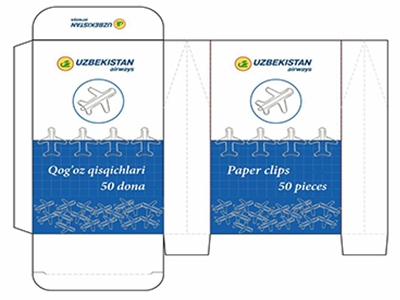 UZBEKISTAN
airways
UZBEKISTAN
airways
Qog'oz qisqichlari
50 dona
UZBEKISTAN
airways
Paper clips
50 pieces